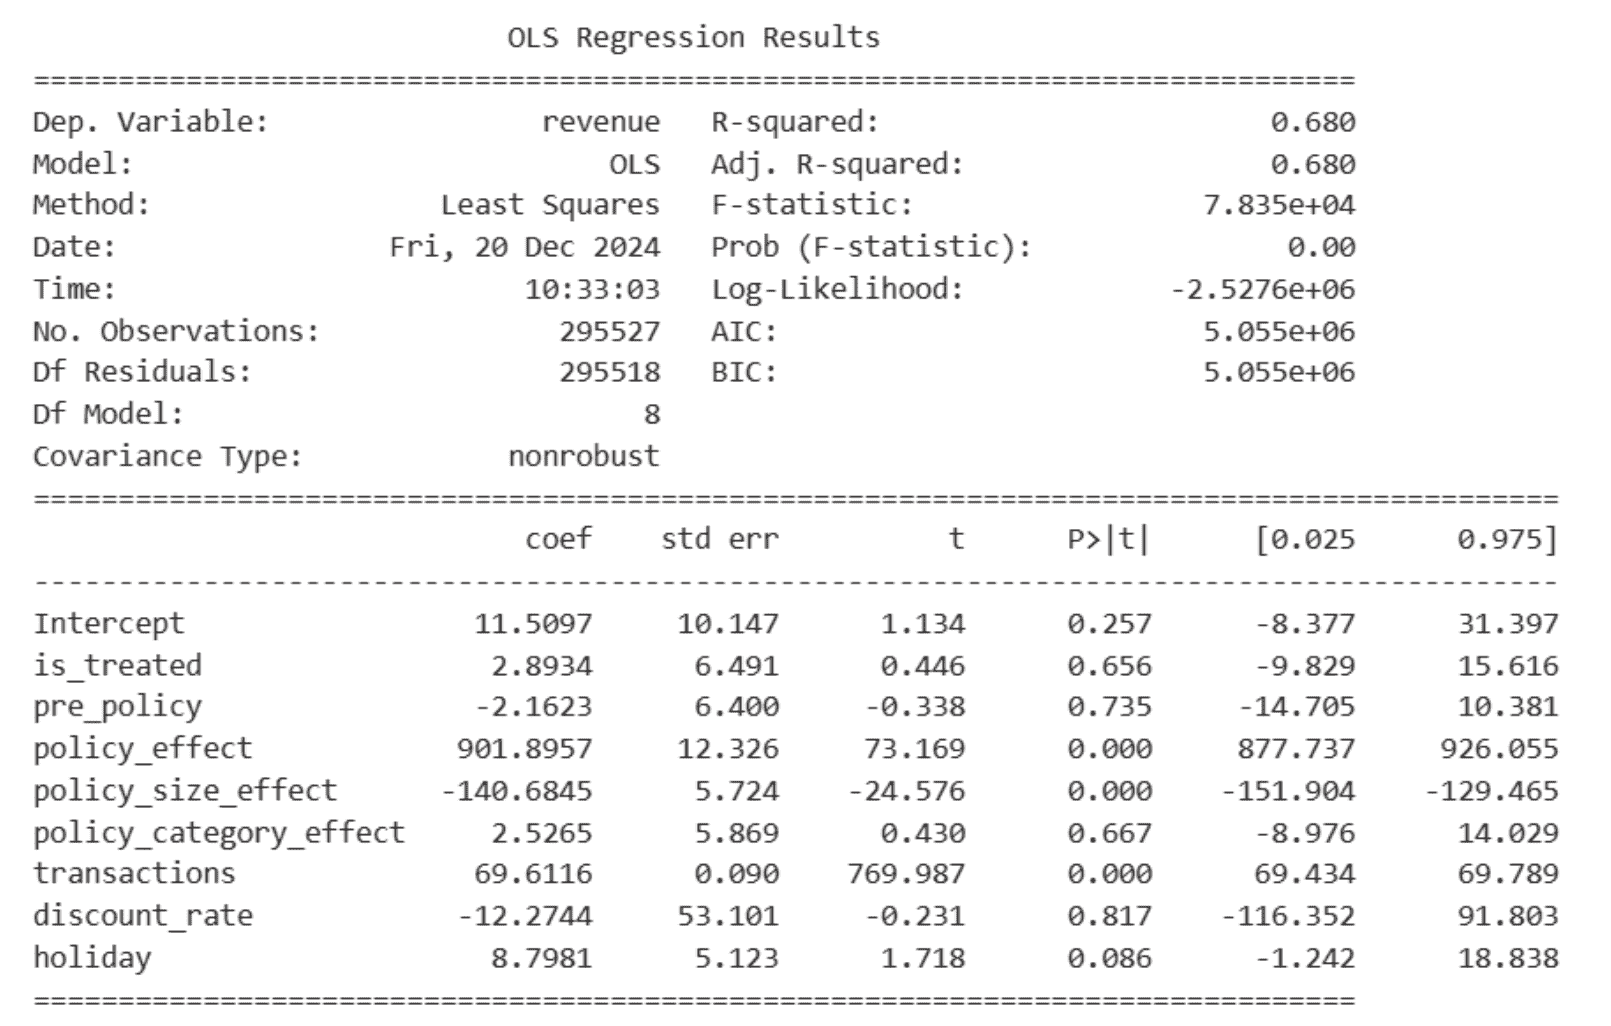 OLS Regression Results
==============================================================================
Dep. Variable: revenue R-squared: 0.680
Model: OLS Adj. R-squared: 0.680
Method: Least Squares F-statistic: 7.835e+04
Date: Fri, 20 Dec 2024 Prob (F-statistic): 0.00
Time: 10:33:03 Log-Likelihood: -2.5276e+06
No. Observations: 295527 AIC: 5.055e+06
Df Residuals: 295518 BIC: 5.055e+06
Df Model: 8
Covariance Type: nonrobust
==========================================================================================
coef std err t P>|t| [0.025 0.975]
------------------------------------------------------------------------------------------
Intercept 11.5097 10.147 1.134 0.257 -8.377 31.397
is_treated 2.8934 6.491 0.446 0.656 -9.829 15.616
pre_policy -2.1623 6.400 -0.338 0.735 -14.705 10.381
policy_effect 901.8957 12.326 73.169 0.000 877.737 926.055
policy_size_effect -140.6845 5.724 -24.576 0.000 -151.904 -129.465
policy_category_effect 2.5265 5.869 0.430 0.667 -8.976 14.029
transactions 69.6116 0.090 769.987 0.000 69.434 69.789
discount_rate -12.2744 53.101 -0.231 0.817 -116.352 91.803
holiday 8.7981 5.123 1.718 0.086 -1.242 18.838
==============================================================================